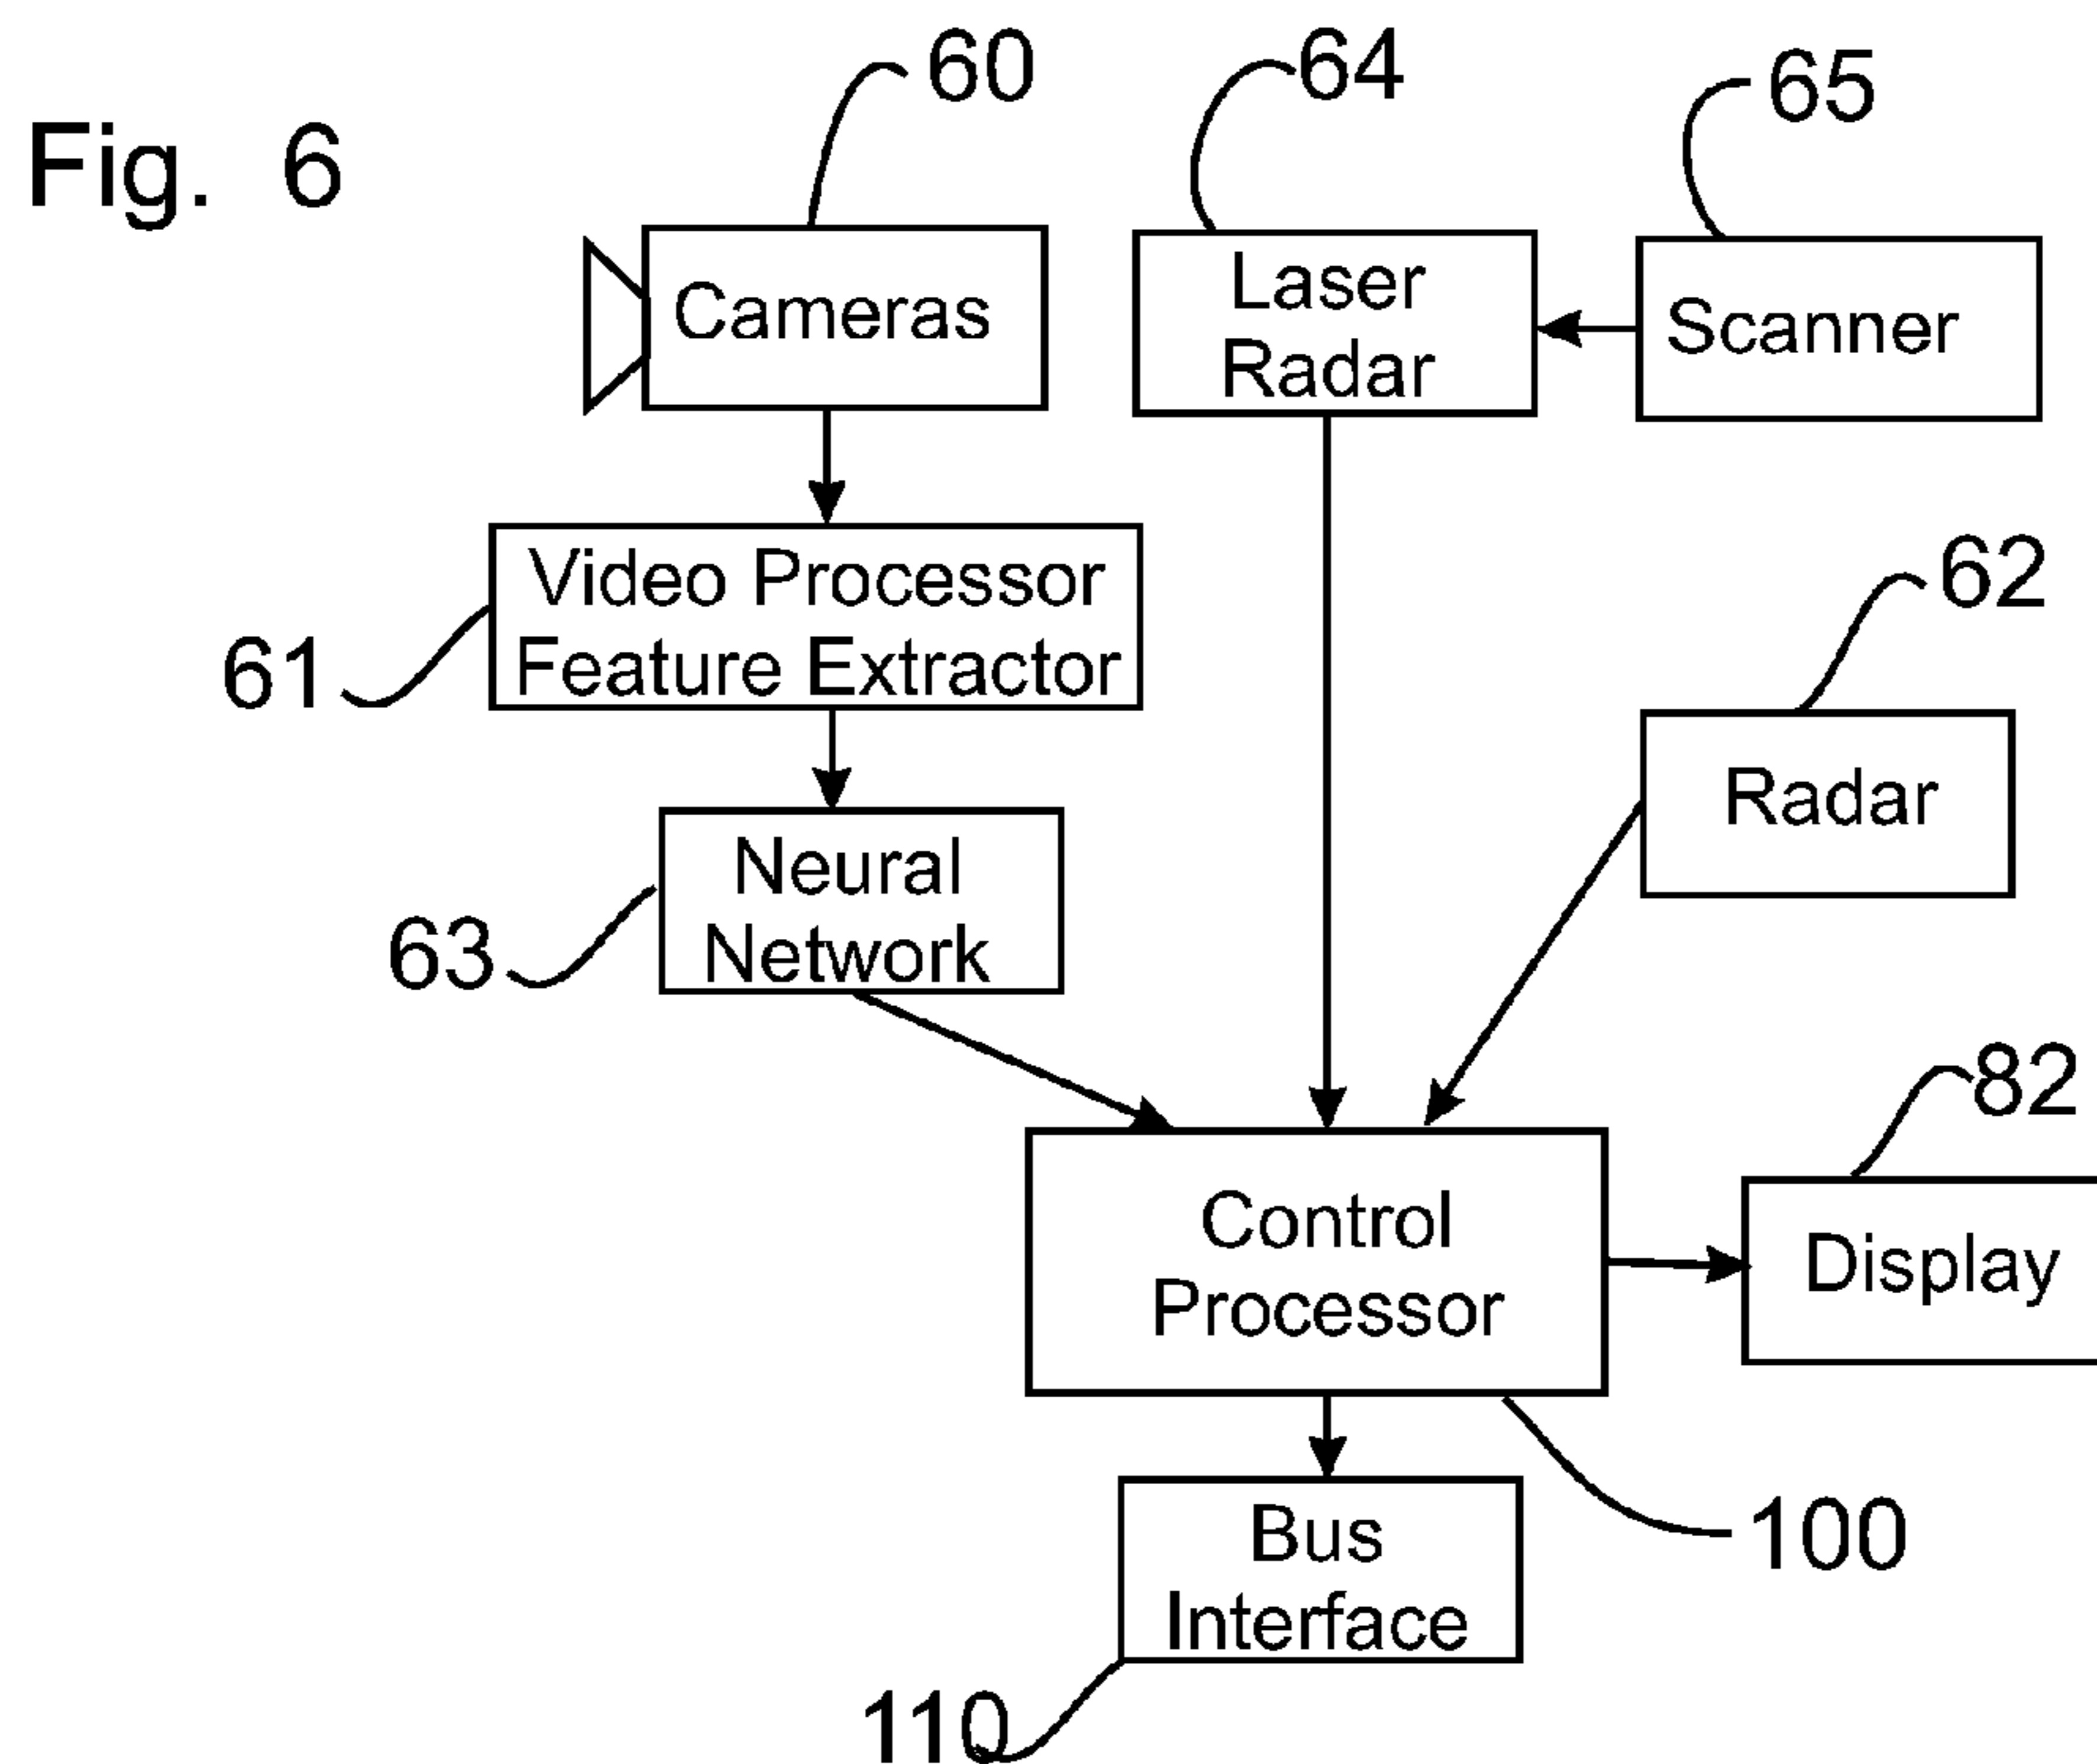 Fig. 6
60
64
65
Cameras
Laser
Radar
Scanner
Video Processor
Feature Extractor
61
62
Radar
Neural
Network
63
82
Control
Processor
Display
100
Bus
Interface
110